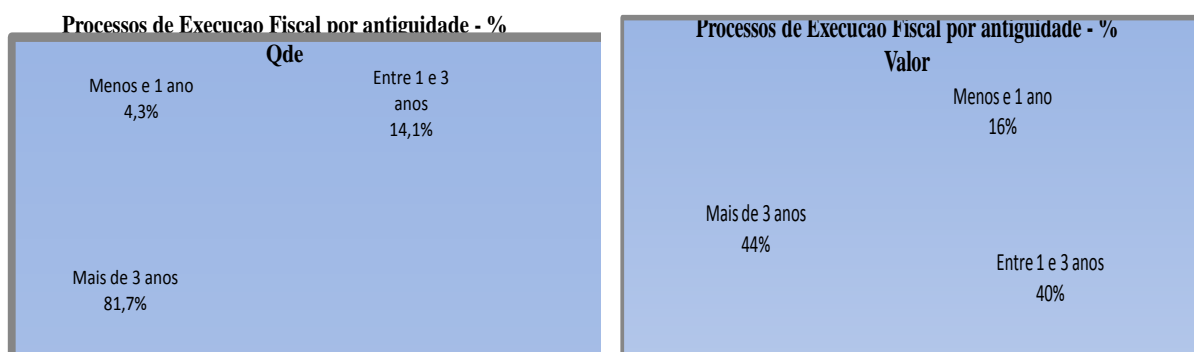 Processos de Execucao Fiscal por antiguidade - %
Qde
Menos e 1 ano
4,3%
Entre 1 e 3
anos
14,1%
Mais de 3 anos
81,7%
Processos de Execucao Fiscal por antiguidade - %
Valor
Menos e 1 ano
16%
Mais de 3 anos
44%
Entre 1 e 3 anos
40%